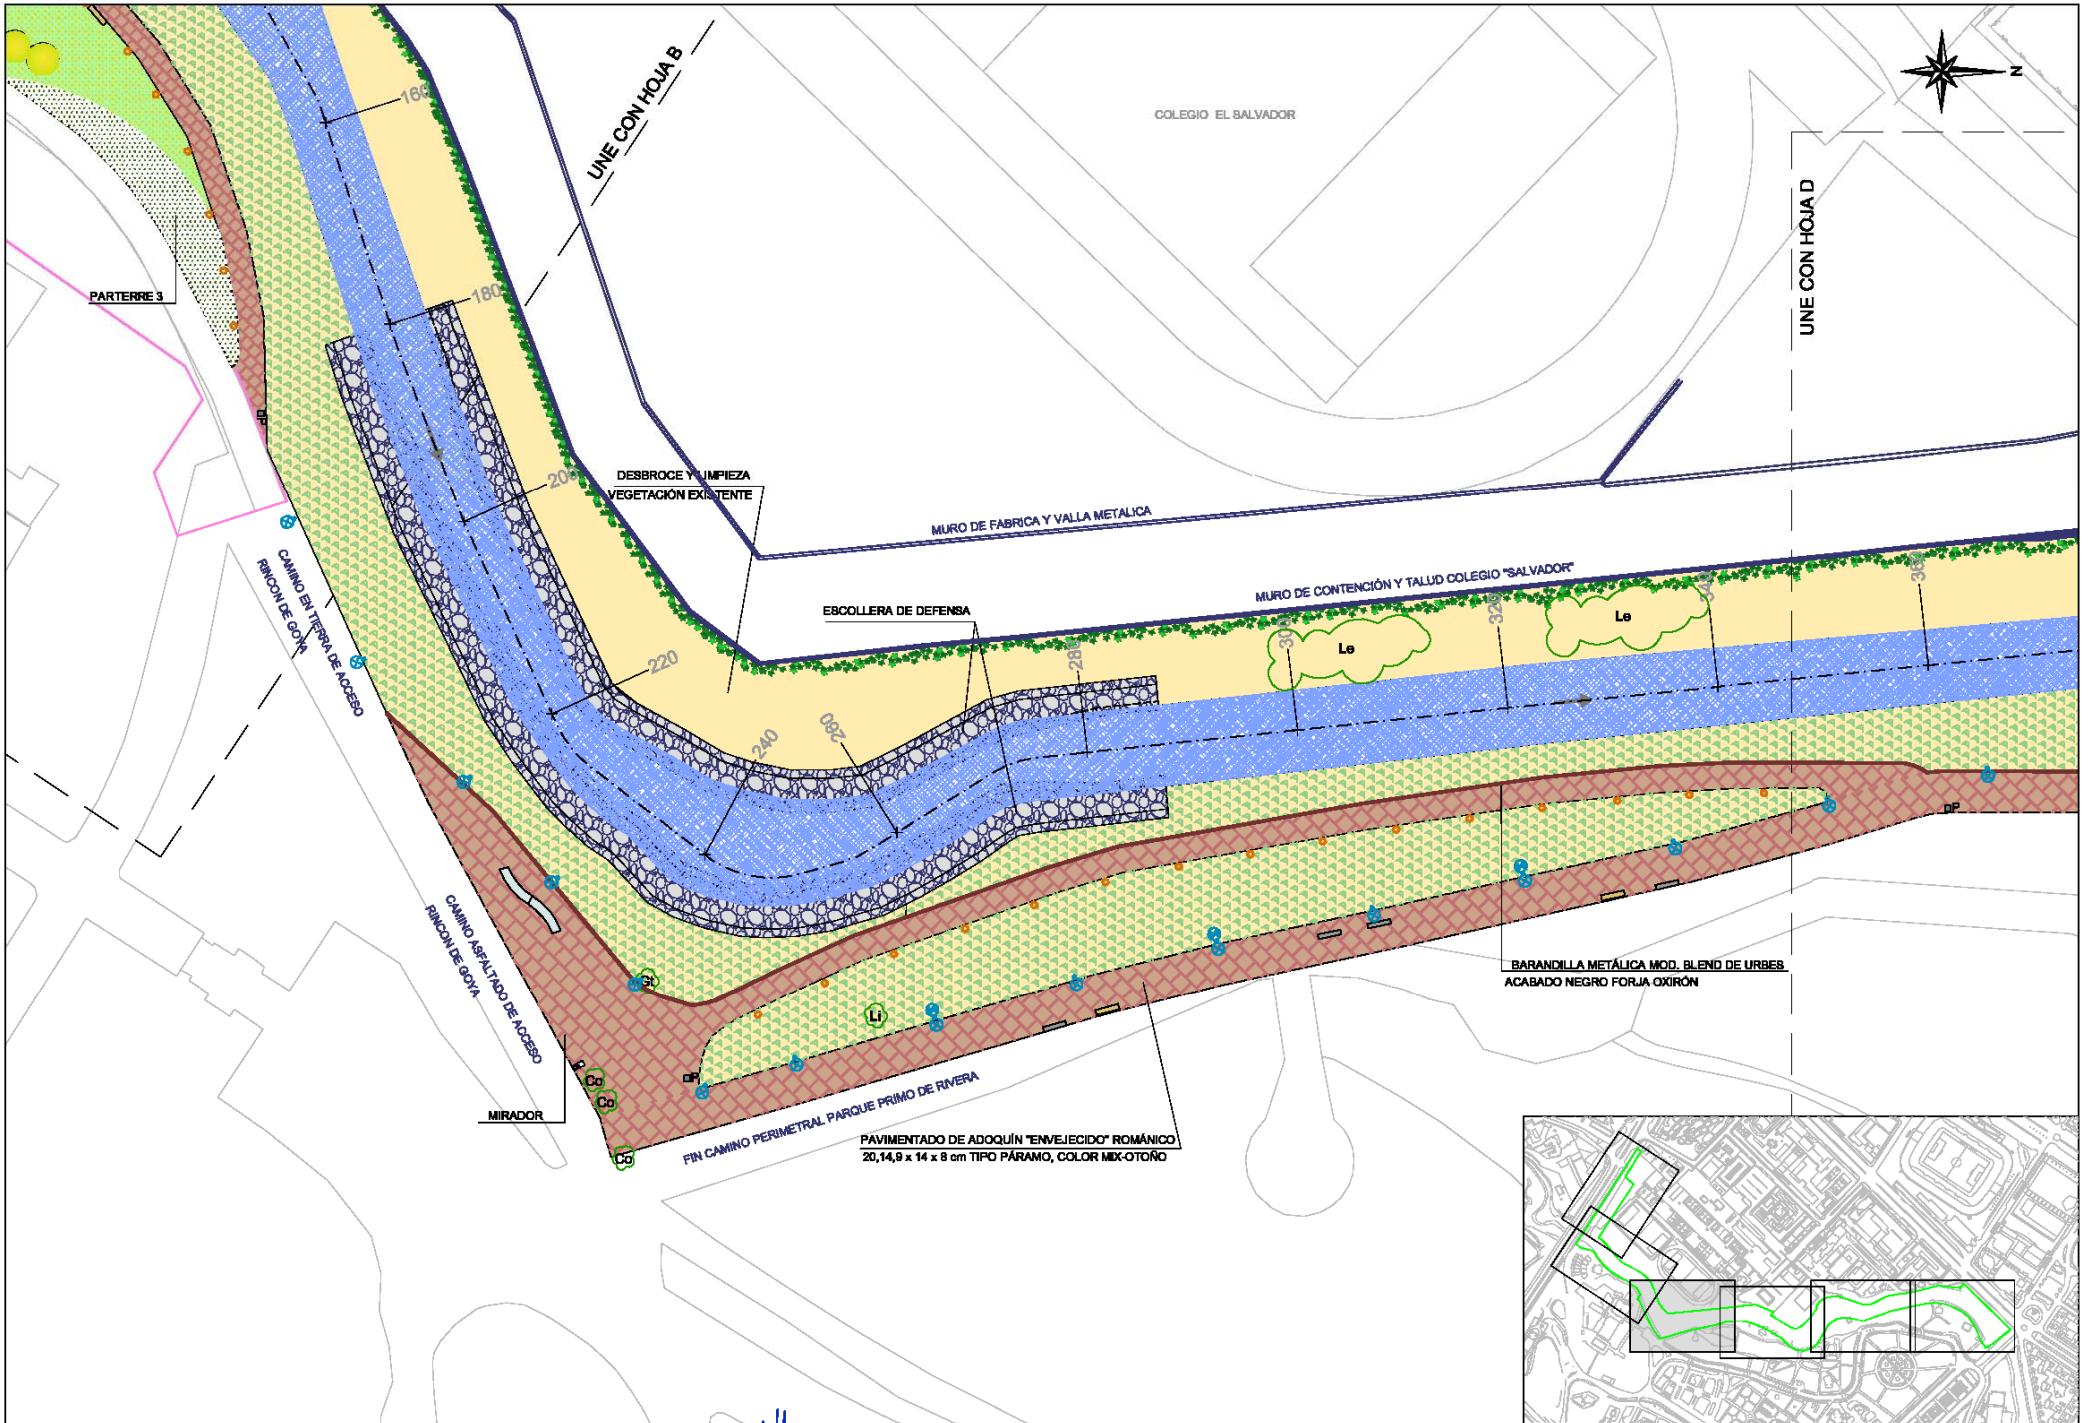 160
UNE CON HOJA B
COLEGIO EL SALVADOR
N
UNE CON HOJA D
PARTERRE 3
180
P
200
DESBROCE Y LIMPIEZA
VEGETACIÓN EXISTENTE
MURO DE FABRICA Y VALLA METALICA
MURO DE CONTENCIÓN Y TALUD COLEGIO "SALVADOR"
CAMINO EN TIERRA DE ACCESO
RINCON DE GOYA
ESCOLLERA DE DEFENSA
220
240
260
280
300
320
340
360
Le
Le
P
CAMINO ASFALTADO DE ACCESO
RINCON DE GOYA
Gt
Li
BARANDILLA METÁLICA MOD. BLEND DE URBES
ACABADO NEGRO FORJA OXIRÓN
Co
Co
P
MIRADOR
Co
FIN CAMINO PERIMETRAL PARQUE PRIMO DE RIVERA
PAVIMENTADO DE ADOQUÍN "ENVEJECIDO" ROMÁNICO
20,14,9 x 14 x 8 cm TIPO PÁRAMO, COLOR MIX-OTOÑO